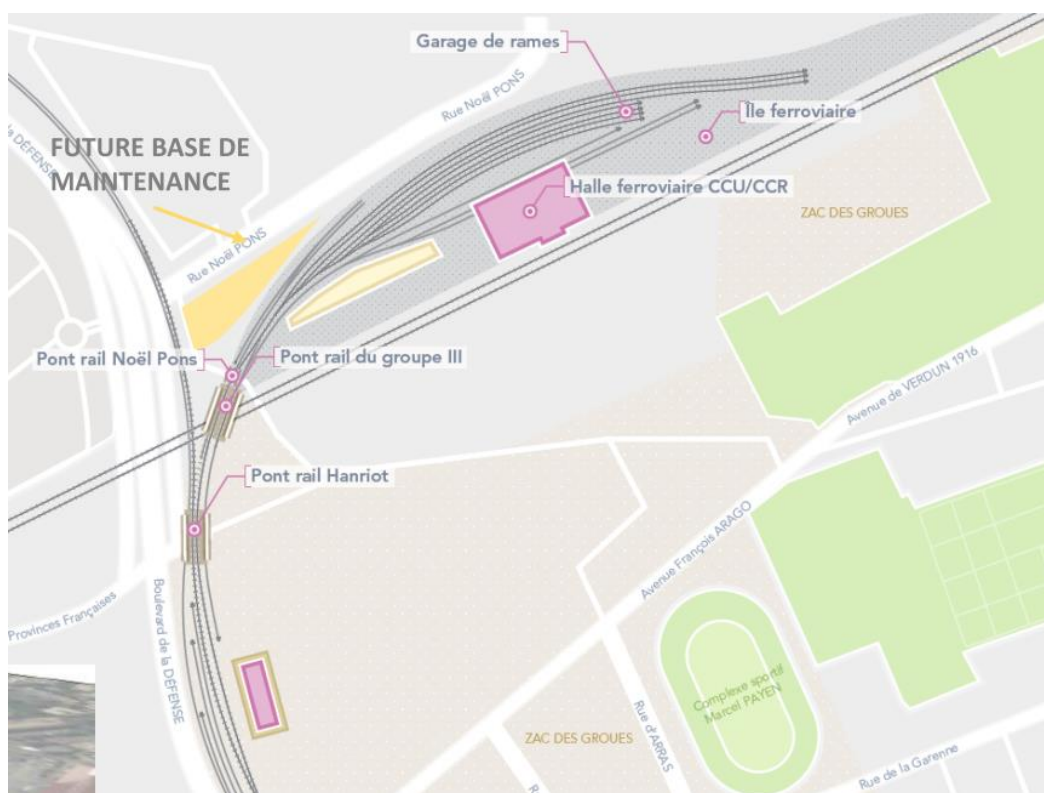 Garage de rames
Rue Noël PONS
la DÉFENSE
Île ferroviaire
FUTURE BASE DE
MAINTENANCE
Halle ferroviaire CCU/CCR
ZAC DES GROUES
Rue Noël PONS
Pont rail Noël Pons
Pont rail du groupe III
Avenue de VERDUN 1916
Pont rail Hanriot
Avenue François ARAGO
Provinces Françaises
Boulevard de la DÉFENSE
Complexe sportif
Marcel PAYEN
Rue d'ARRAS
ZAC DES GROUES
Rue de la Garenne